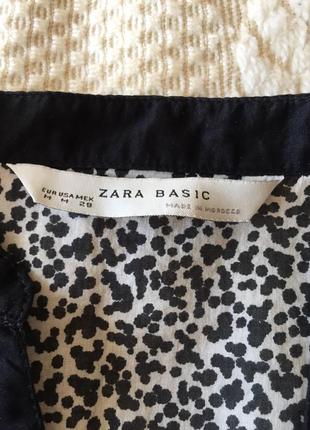 EUR USA MEX
M M 28
ZARA BASIC
MADE IN MOROCCO